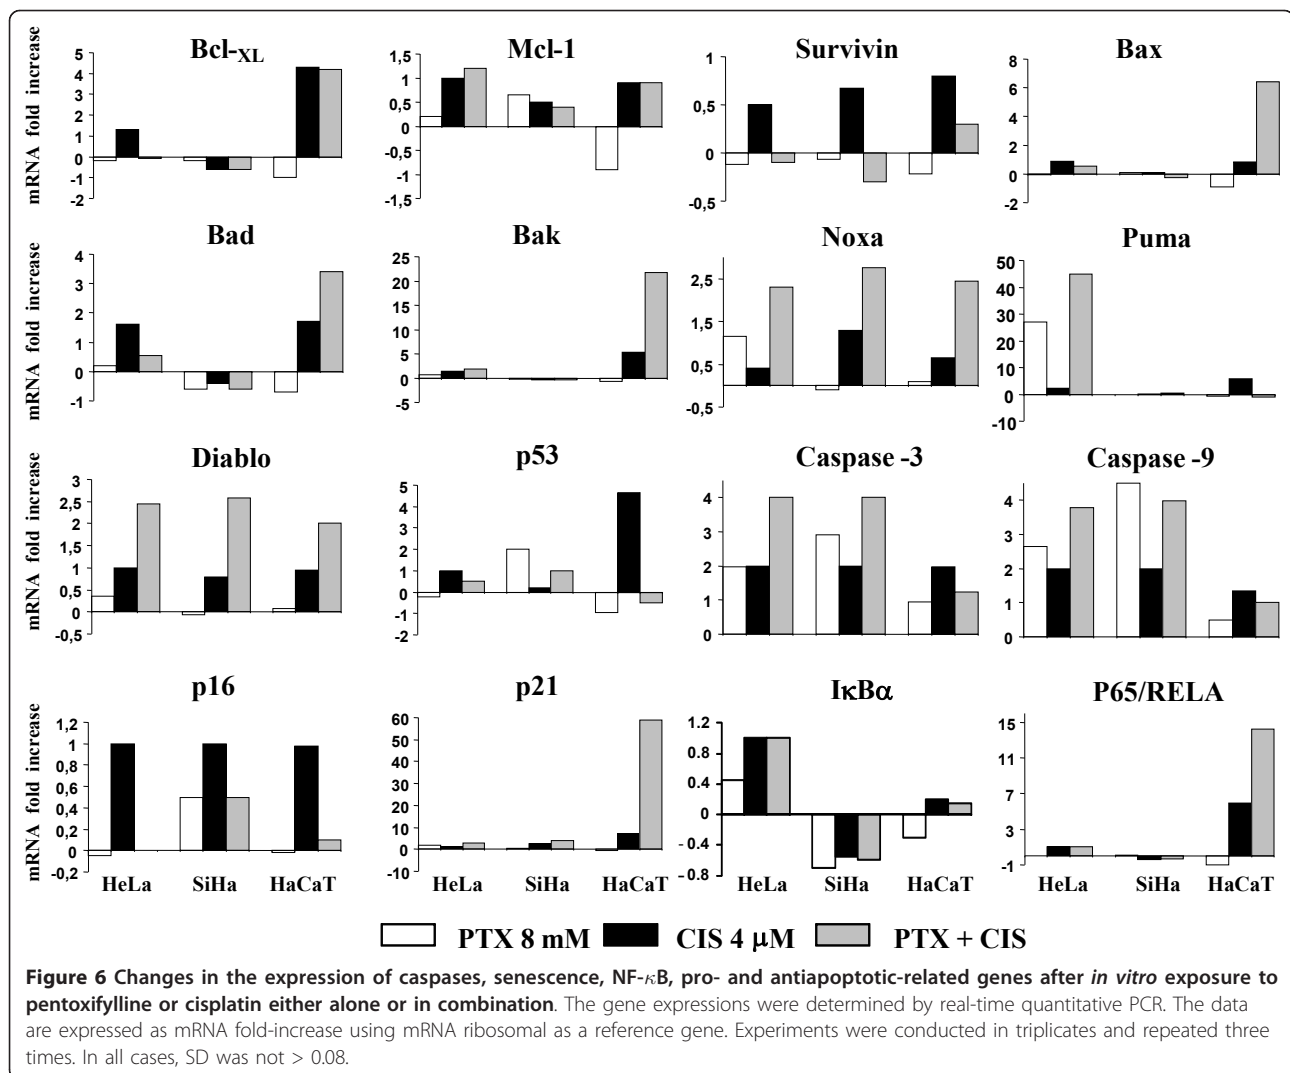 Bcl-XL Mcl-1 Survivin Bax
mRNA fold increase
5 4 3 2 1 0 -1 -2
1,5 1 0,5 0 -0,5 -1 -1,5
1 0,5 0 -0,5
8 6 4 2 0 -2
Bad Bak Noxa Puma
mRNA fold increase
4 3 2 1 0 -1
25 20 15 10 5 0 -5
2,5 1,5 0,5 -0,5
50 40 30 20 10 0 -10
Diablo p53 Caspase -3 Caspase -9
mRNA fold increase
3 2,5 2 1,5 1 0,5 0 -0,5
5 4 3 2 1 0 -1 -2
4 3 2 1 0
4 3 2 1 0
p16 p21 IκBα P65/RELA
mRNA fold increase
1,2 1 0,8 0,6 0,4 0,2 0 -0,2
60 50 40 30 20 10 0 -10
1.2 0.8 0.4 0 -0.4 -0.8
15 11 7 3 -1
HeLa SiHa HaCaT HeLa SiHa HaCaT HeLa SiHa HaCaT HeLa SiHa HaCaT
PTX 8 mM CIS 4 μM PTX + CIS
Figure 6 Changes in the expression of caspases, senescence, NF-κB, pro- and antiapoptotic-related genes after in vitro exposure to
pentoxifylline or cisplatin either alone or in combination. The gene expressions were determined by real-time quantitative PCR. The data
are expressed as mRNA fold-increase using mRNA ribosomal as a reference gene. Experiments were conducted in triplicates and repeated three
times. In all cases, SD was not > 0.08.